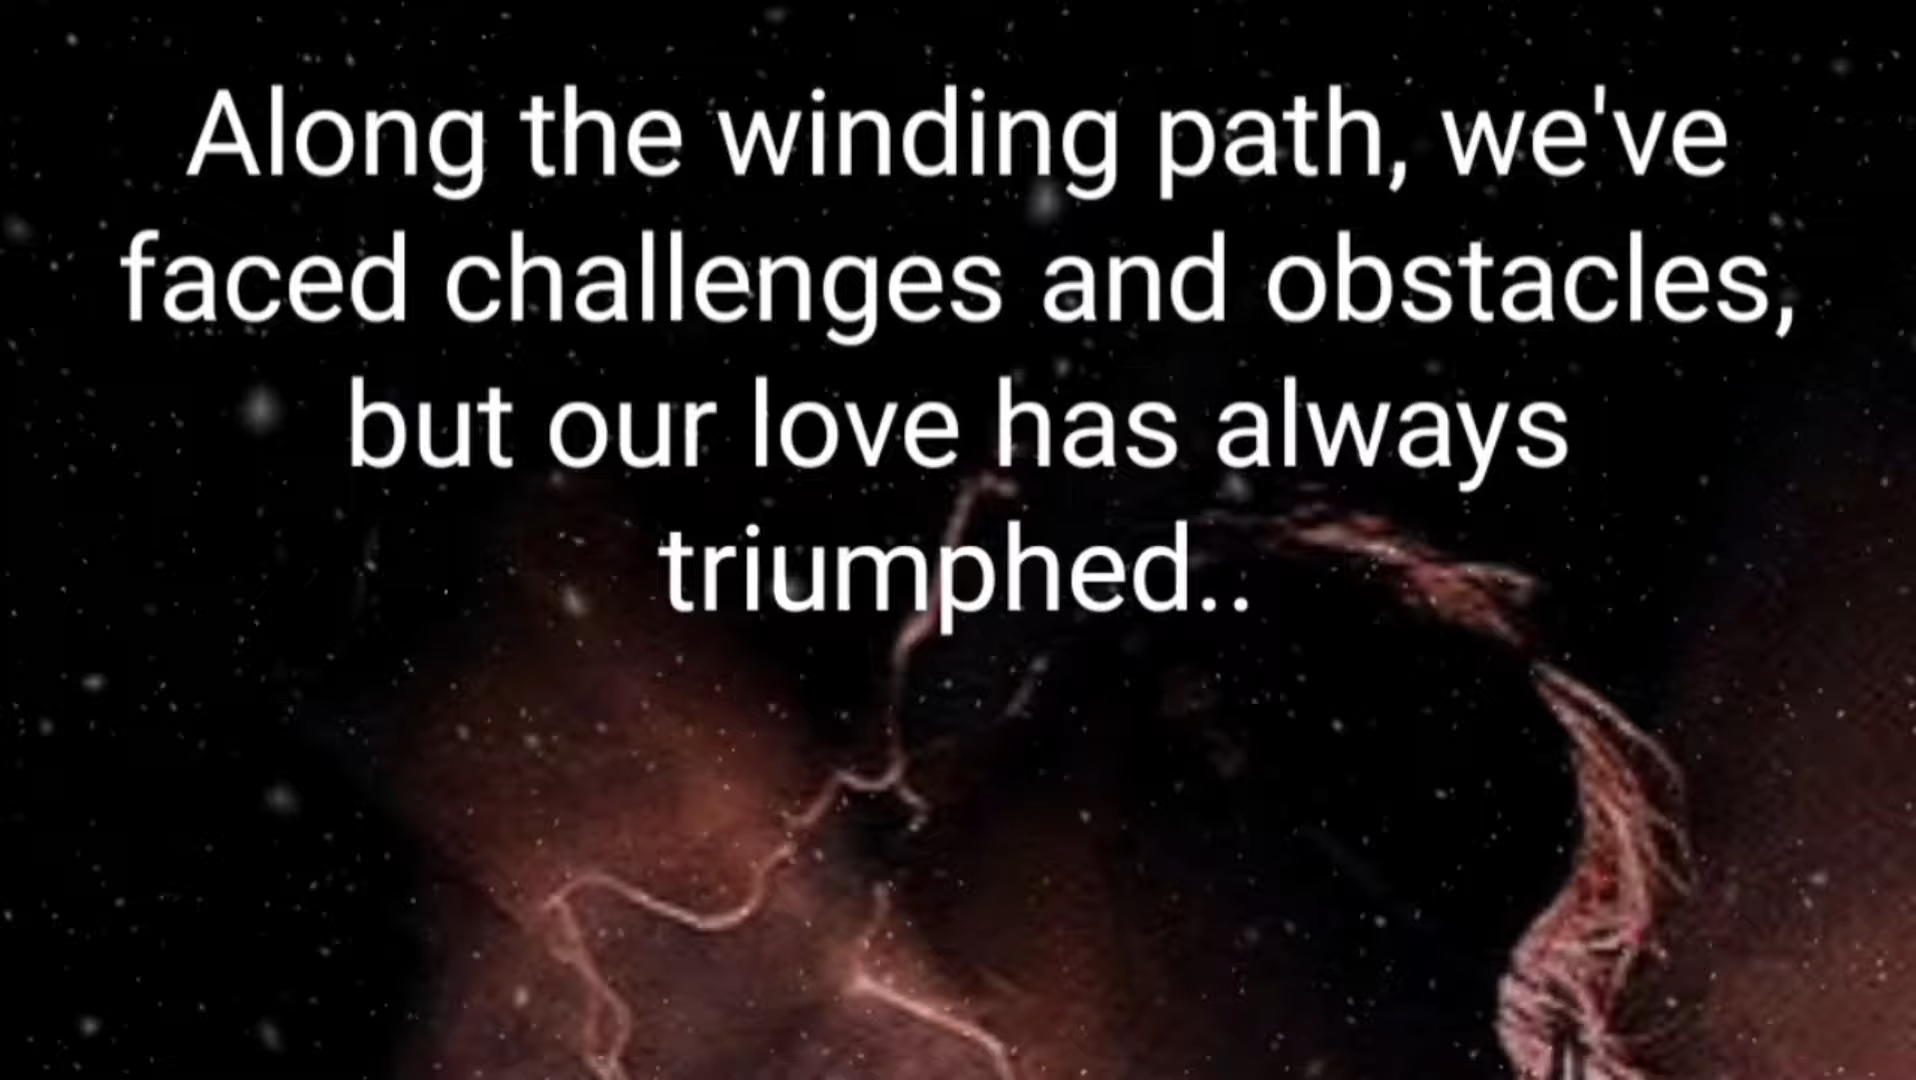 Along the winding path, we've
faced challenges and obstacles,
but our love has always
triumphed..